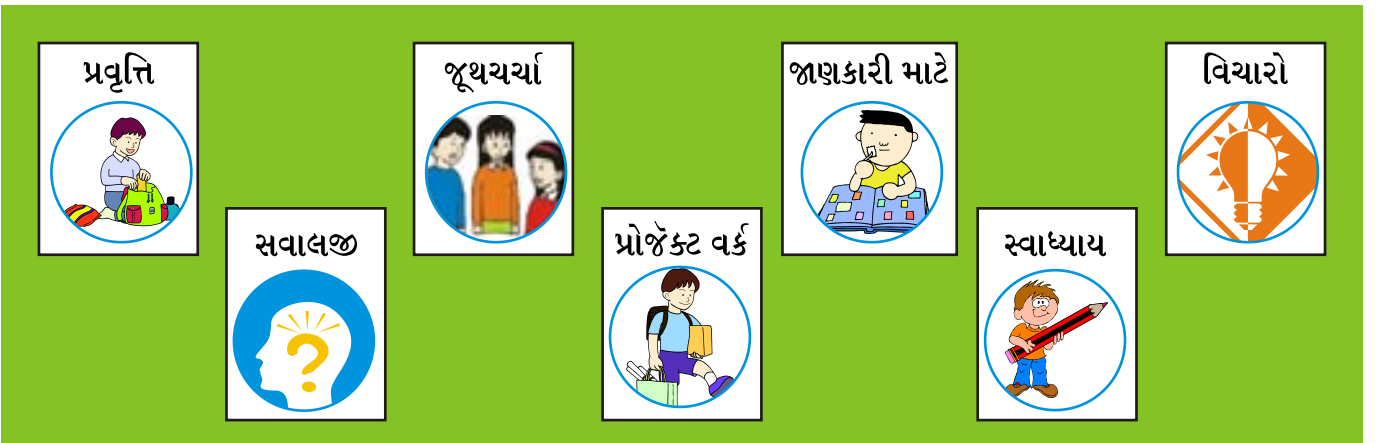 પ્રવૃત્તિ
જૂથચર્ચા
જાણકારી માટે
વિચારો
સવાલજી
પ્રોજૅક્ટ વર્ક
સ્વાધ્યાય